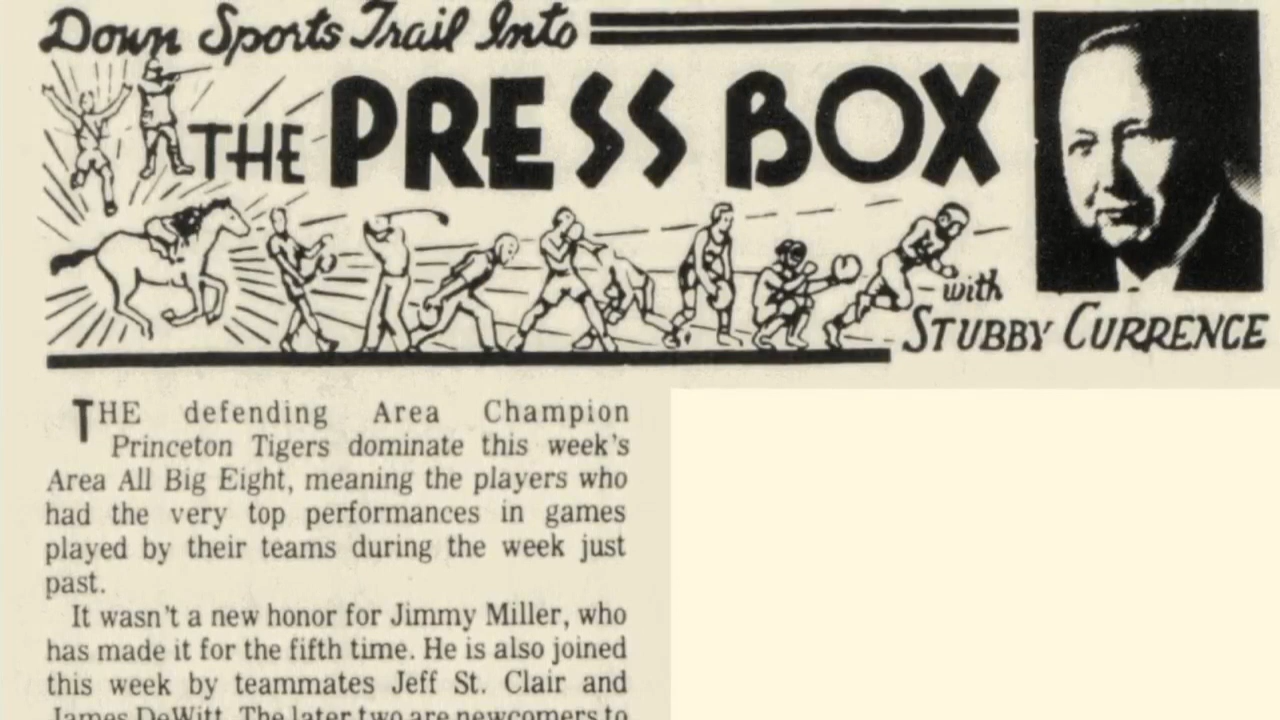 Down Sports Trail Into
THE PRESS BOX
with
STUBBY CURRENCE
THE defending Area Champion
Princeton Tigers dominate this week's
Area All Big Eight, meaning the players who
had the very top performances in games
played by their teams during the week just
past.
It wasn't a new honor for Jimmy Miller, who
has made it for the fifth time. He is also joined
this week by teammates Jeff St. Clair and
James DeWitt. The later two are newcomers to